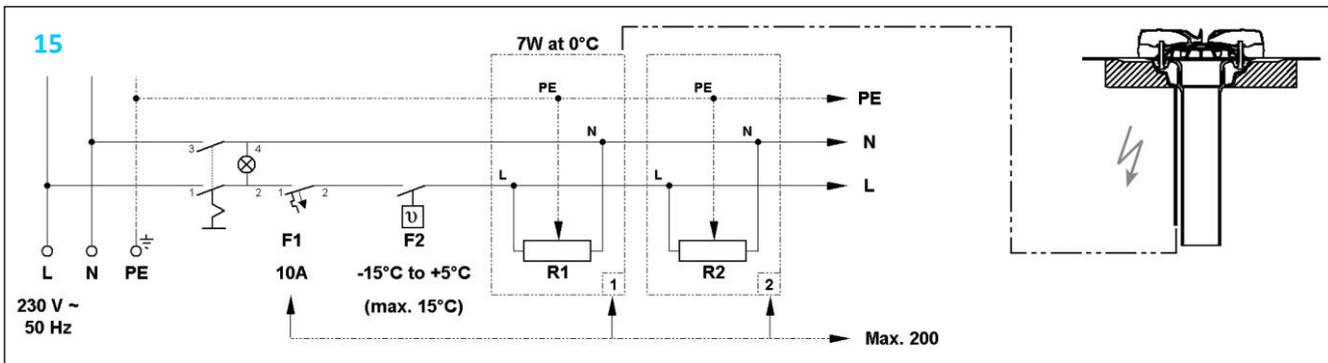 15
7W at 0°C
PE PE PE
N N N
3 4
1 2 1 2 L L L
F1 F2 R1 R2
L N PE 10A -15°C to +5°C 1 2
230 V ~ (max. 15°C)
50 Hz
Max. 200
υ